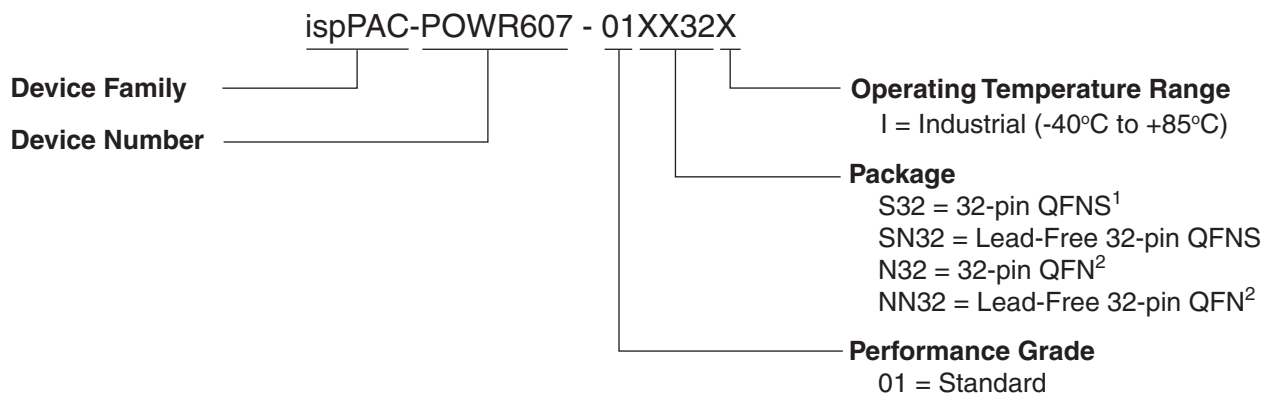 ispPAC-POWR607 - 01XX32X
Device Family
Device Number
Operating Temperature Range
I = Industrial (-40°C to +85°C)
Package
S32 = 32-pin QFNS¹
SN32 = Lead-Free 32-pin QFNS
N32 = 32-pin QFN²
NN32 = Lead-Free 32-pin QFN²
Performance Grade
01 = Standard